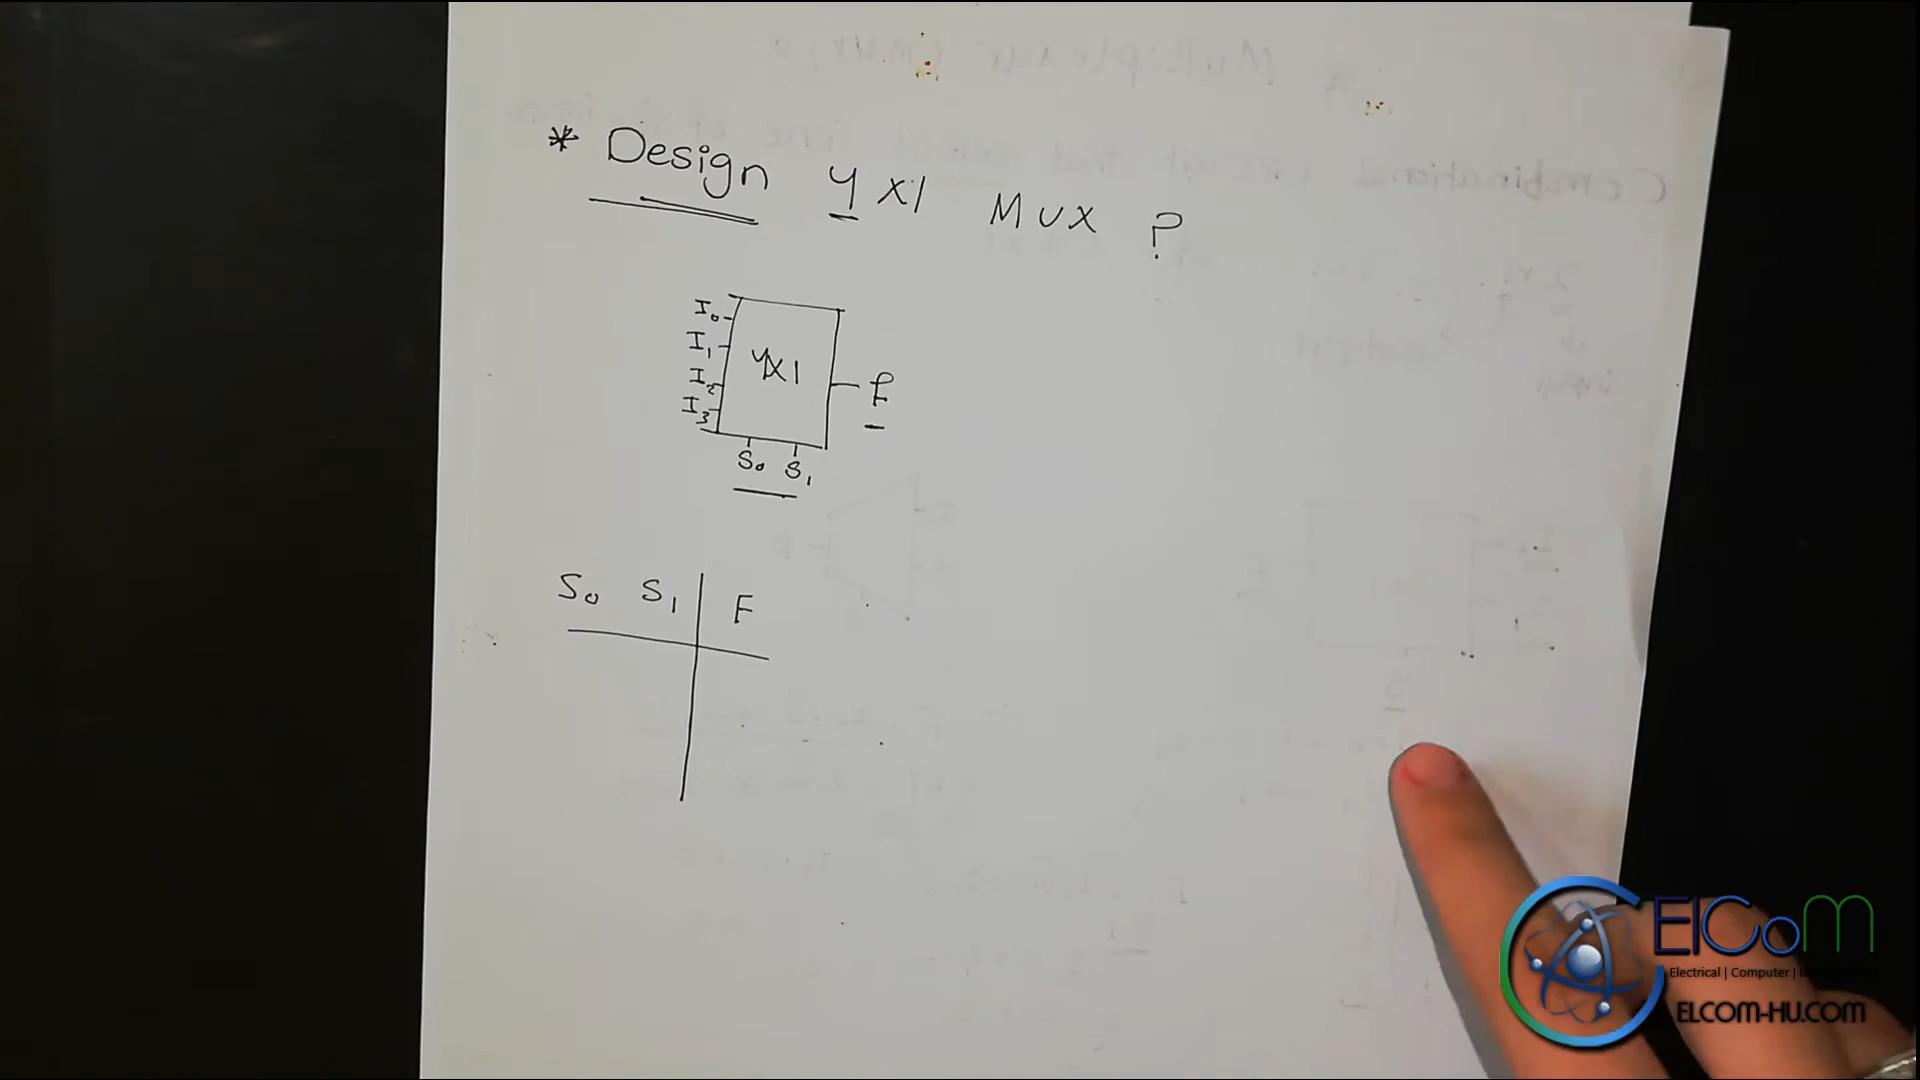 * Design 4x1 MUX ?
I0
I1
4x1
I2
F
I3
S0 S1
S0 S1 F
ElCoM
Electrical | Computer |
ELCOM-HU.COM